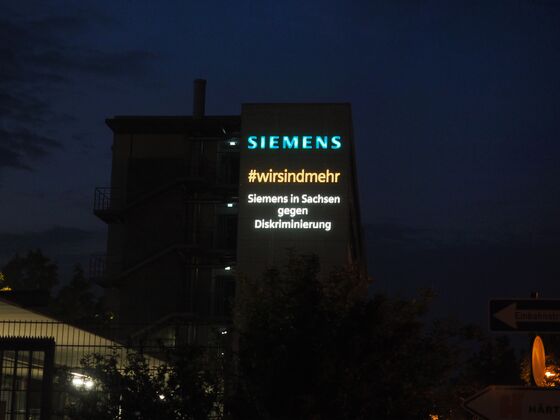 SIEMENS
#wirsindmehr
Siemens in Sachsen
gegen
Diskriminierung